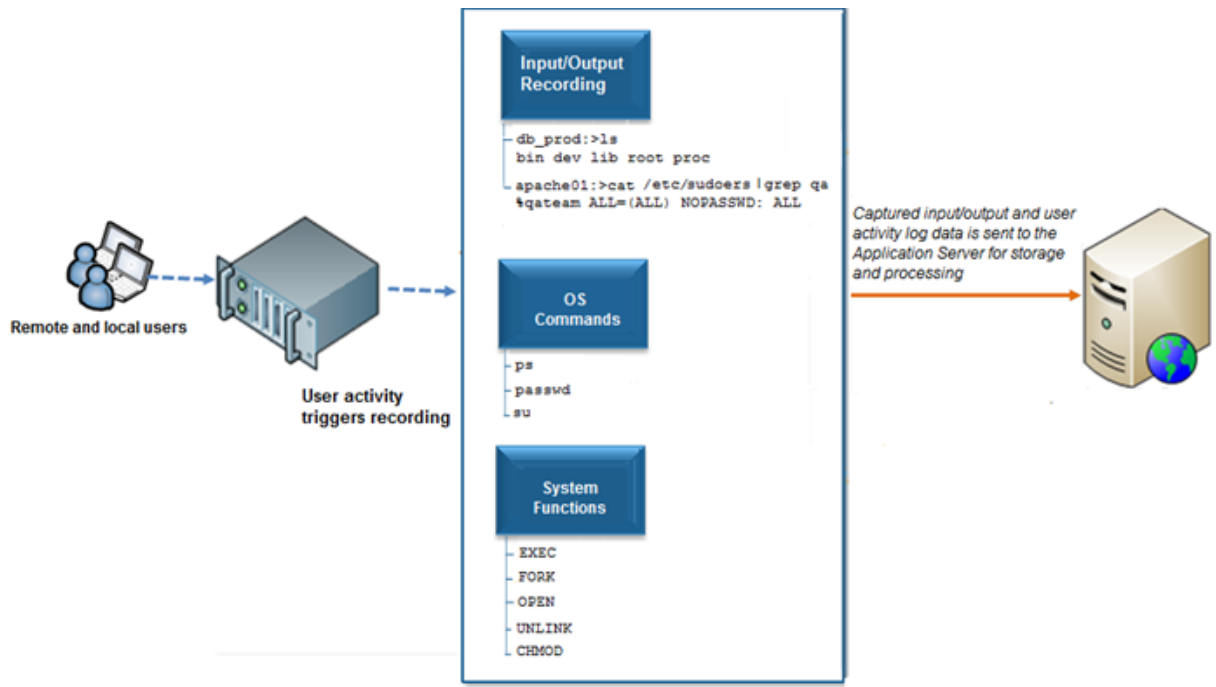 Remote and local users
User activity
triggers recording
Input/Output
Recording
db_prod:>ls
bin dev lib root proc
apache01:>cat /etc/sudoers |grep qa
%qateam ALL=(ALL) NOPASSWD: ALL
OS
Commands
ps
passwd
su
System
Functions
EXEC
FORK
OPEN
UNLINK
CHMOD
Captured input/output and user
activity log data is sent to the
Application Server for storage
and processing